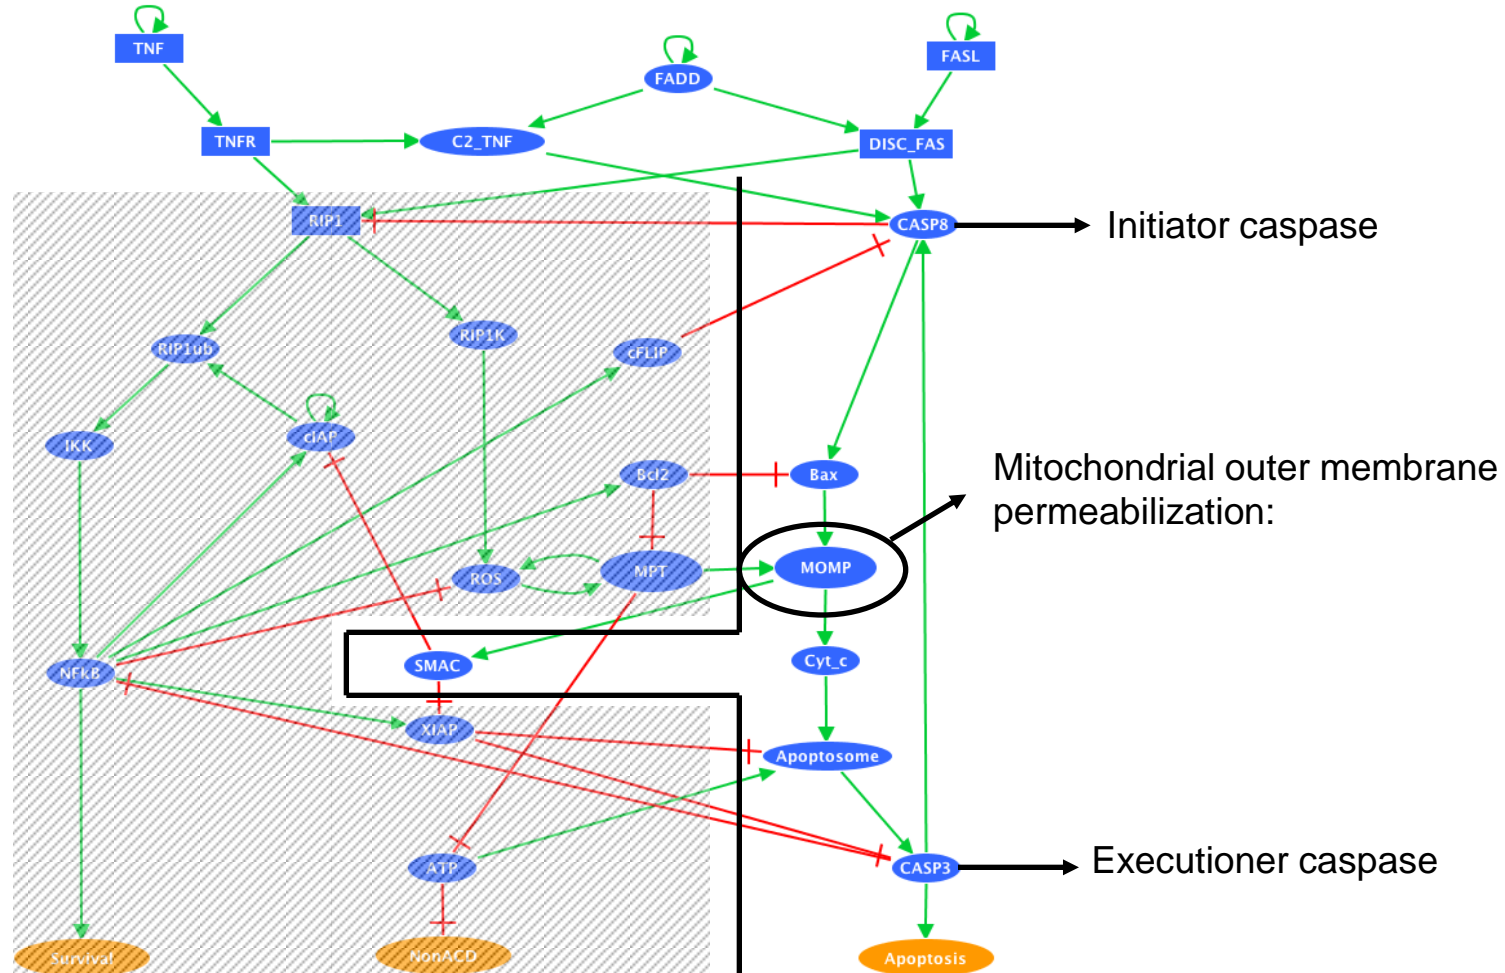 TNF
FASL
FADD
TNFR
C2_TNF
DISC_FAS
RIP1
CASP8
Initiator caspase
RIP1K
RIP1ub
cFLIP
cIAP
IKK
Bcl2
Bax
Mitochondrial outer membrane
permeabilization:
MOMP
MPT
ROS
Cyt_c
SMAC
NFkB
XIAP
Apoptosome
ATP
CASP3
Executioner caspase
Survival
NonACD
Apoptosis